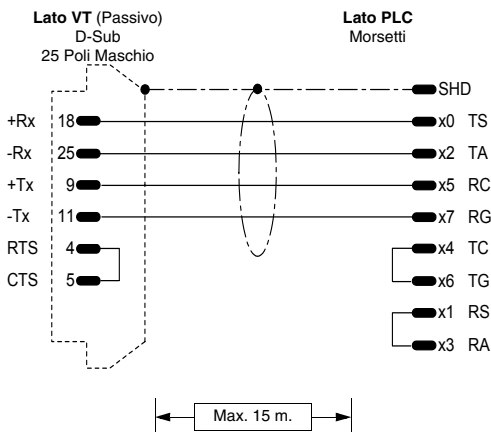 Lato VT (Passivo)
D-Sub
25 Poli Maschio
Lato PLC
Morsetti
SHD
+Rx 18 x0 TS
-Rx 25 x2 TA
+Tx 9 x5 RC
-Tx 11 x7 RG
RTS 4 x4 TC
CTS 5 x6 TG
x1 RS
x3 RA
Max. 15 m.